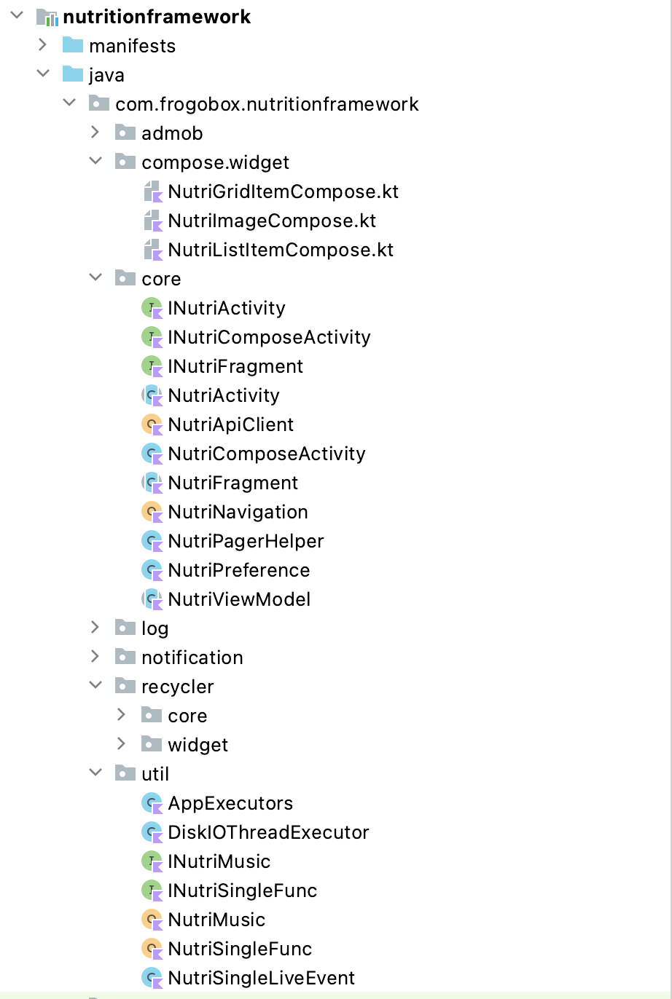 nutritionframework
manifests
java
com.frogobox.nutritionframework
admob
compose.widget
NutriGridItemCompose.kt
NutriImageCompose.kt
NutriListItemCompose.kt
core
INutriActivity
INutriComposeActivity
INutriFragment
NutriActivity
NutriApiClient
NutriComposeActivity
NutriFragment
NutriNavigation
NutriPagerHelper
NutriPreference
NutriViewModel
log
notification
recycler
core
widget
util
AppExecutors
DiskIOThreadExecutor
INutriMusic
INutriSingleFunc
NutriMusic
NutriSingleFunc
NutriSingleLiveEvent